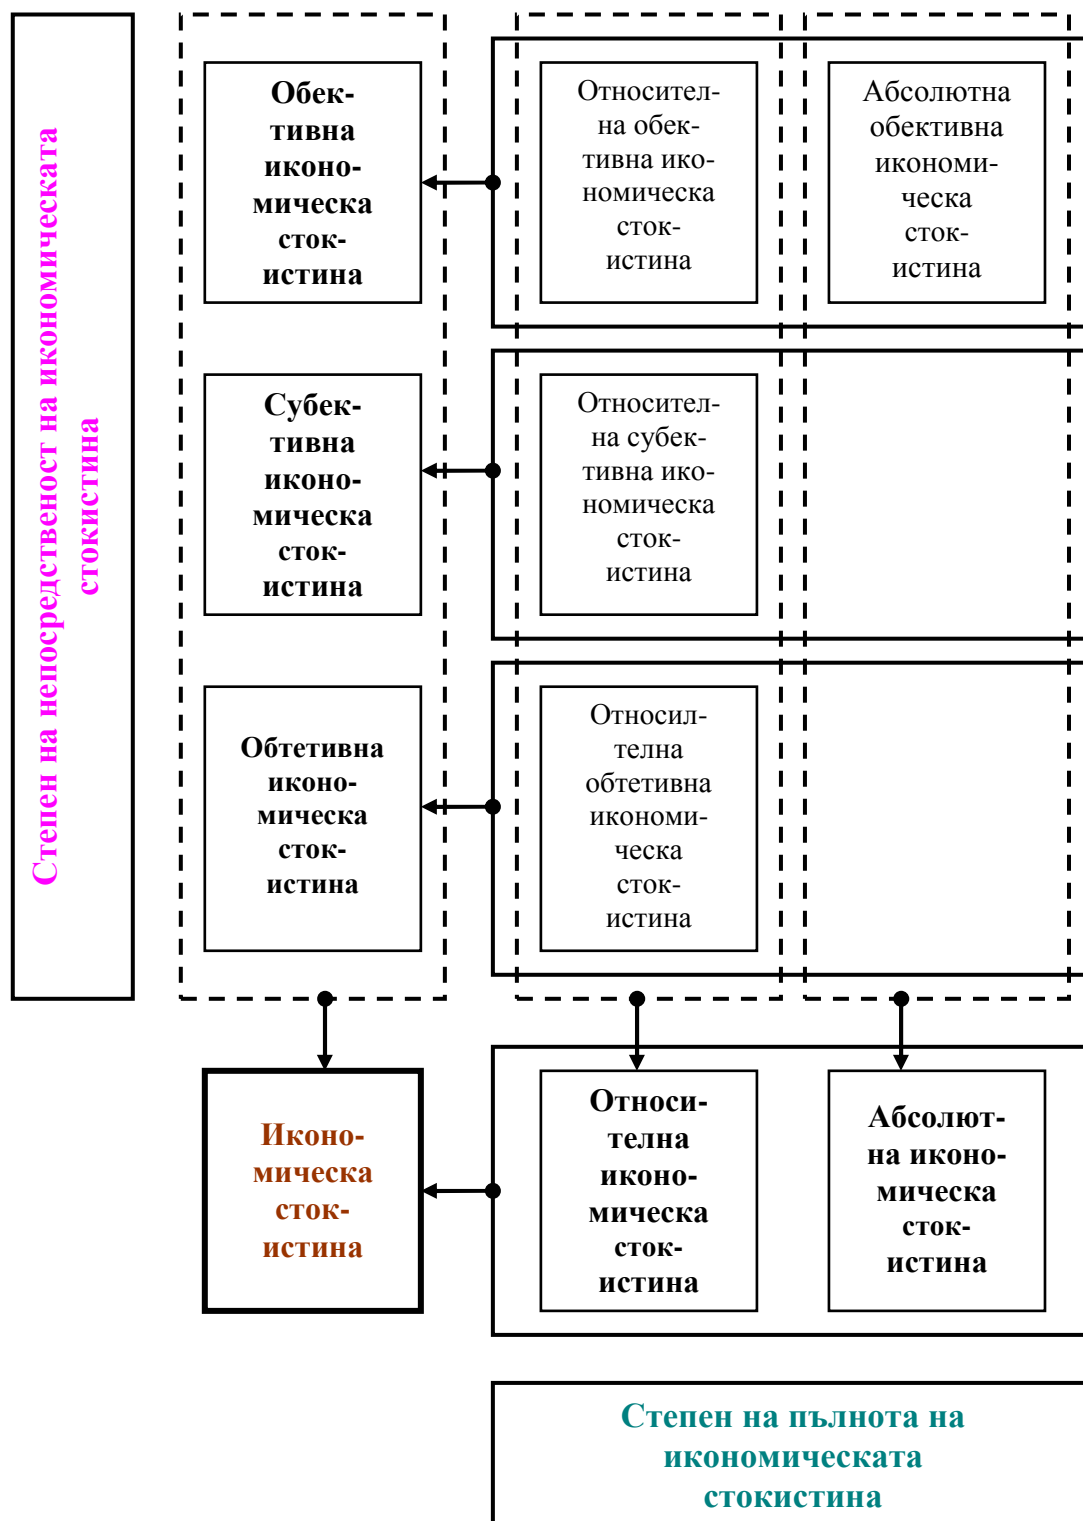 Степен на непосредственост на икономическата
стокистина
Обек-
тивна
иконо-
мическа
сток-
истина
Относител-
на обек-
тивна ико-
номическа
сток-
истина
Абсолютна
обективна
икономи-
ческа
сток-
истина
Субек-
тивна
иконо-
мическа
сток-
истина
Относител-
на субек-
тивна ико-
номическа
сток-
истина
Обтетивна
иконо-
мическа
сток-
истина
Относил-
телна
обтетивна
икономи-
ческа
сток-
истина
Иконо-
мическа
сток-
истина
Относи-
телна
иконо-
мическа
сток-
истина
Абсолют-
на иконо-
мическа
сток-
истина
Степен на пълнота на
икономическата
стокистина